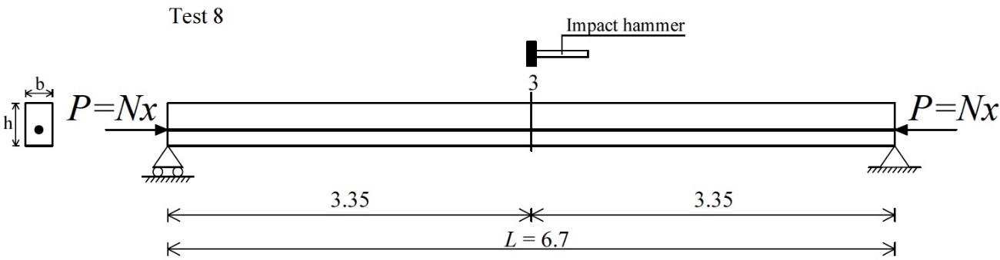 Test 8
Impact hammer
b
3
h
P=Nx
P=Nx
3.35
3.35
L = 6.7